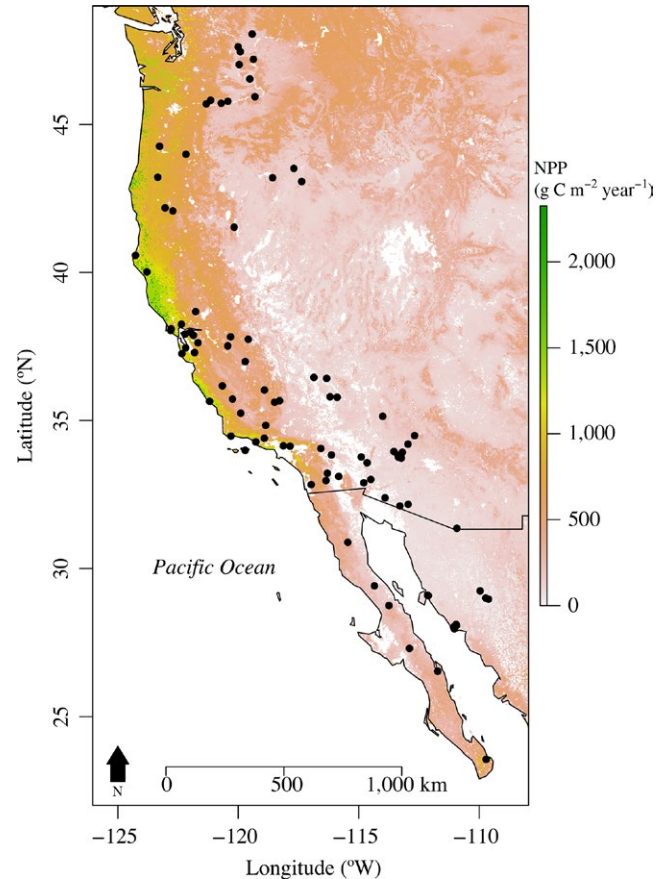 45
40
35
30
25
Latitude (ºN)
NPP
(g C m⁻² year⁻¹)
2,000
1,500
1,000
500
0
Pacific Ocean
N
0 500 1,000 km
−125 −120 −115 −110
Longitude (ºW)